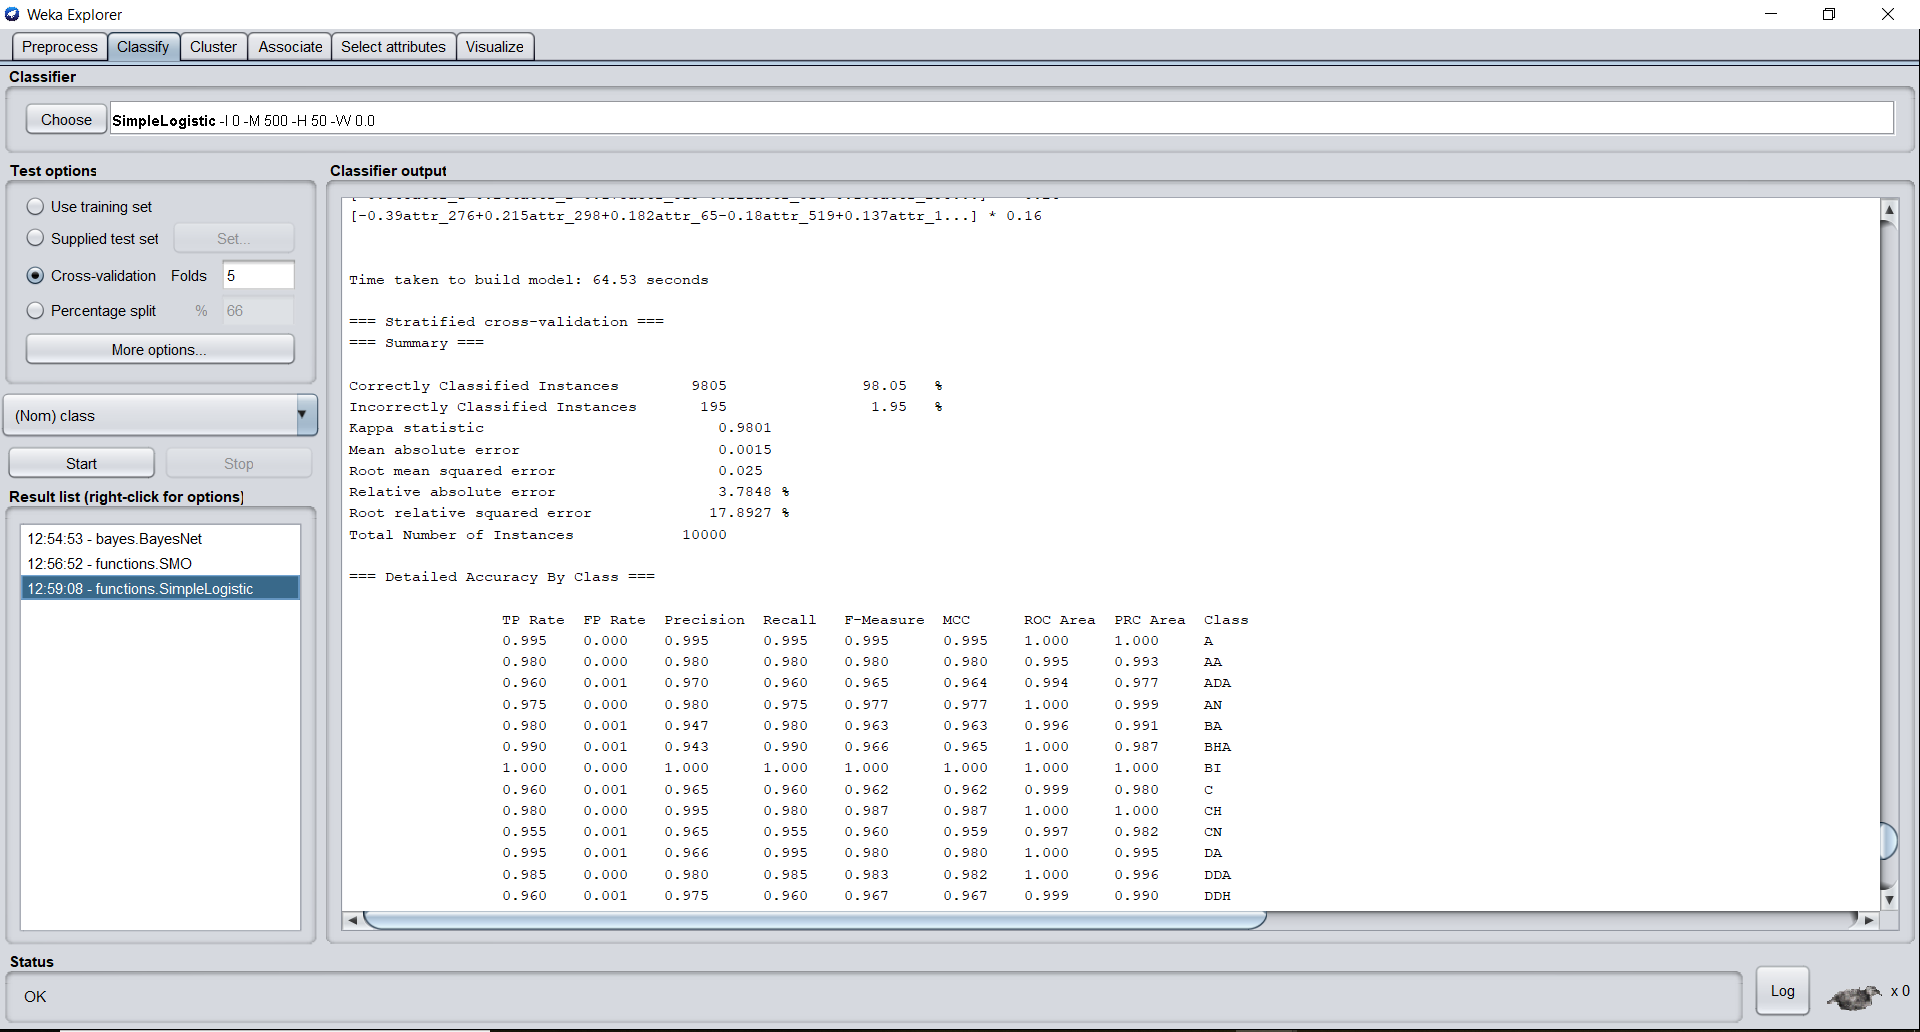 Weka Explorer
Preprocess Classify Cluster Associate Select attributes Visualize
Classifier
Choose SimpleLogistic -I 0 -M 500 -H 50 -W 0.0
Test options
Use training set
Supplied test set Set...
Cross-validation Folds 5
Percentage split % 66
More options...
(Nom) class
Start Stop
Result list (right-click for options)
12:54:53 - bayes.BayesNet
12:56:52 - functions.SMO
12:59:08 - functions.SimpleLogistic
Classifier output
[-0.39attr_276+0.215attr_298+0.182attr_65-0.18attr_519+0.137attr_1...] * 0.16
Time taken to build model: 64.53 seconds
=== Stratified cross-validation ===
=== Summary ===
Correctly Classified Instances 9805 98.05 %
Incorrectly Classified Instances 195 1.95 %
Kappa statistic 0.9801
Mean absolute error 0.0015
Root mean squared error 0.025
Relative absolute error 3.7848 %
Root relative squared error 17.8927 %
Total Number of Instances 10000
=== Detailed Accuracy By Class ===
TP Rate FP Rate Precision Recall F-Measure MCC ROC Area PRC Area Class
0.995 0.000 0.995 0.995 0.995 0.995 1.000 1.000 A
0.980 0.000 0.980 0.980 0.980 0.980 0.995 0.993 AA
0.960 0.001 0.970 0.960 0.965 0.964 0.994 0.977 ADA
0.975 0.000 0.980 0.975 0.977 0.977 1.000 0.999 AN
0.980 0.001 0.947 0.980 0.963 0.963 0.996 0.991 BA
0.990 0.001 0.943 0.990 0.966 0.965 1.000 0.987 BHA
1.000 0.000 1.000 1.000 1.000 1.000 1.000 1.000 BI
0.960 0.001 0.965 0.960 0.962 0.962 0.999 0.980 C
0.980 0.000 0.995 0.980 0.987 0.987 1.000 1.000 CH
0.955 0.001 0.965 0.955 0.960 0.959 0.997 0.982 CN
0.995 0.001 0.966 0.995 0.980 0.980 1.000 0.995 DA
0.985 0.000 0.980 0.985 0.983 0.982 1.000 0.996 DDA
0.960 0.001 0.975 0.960 0.967 0.967 0.999 0.990 DDH
Status
OK
Log x 0